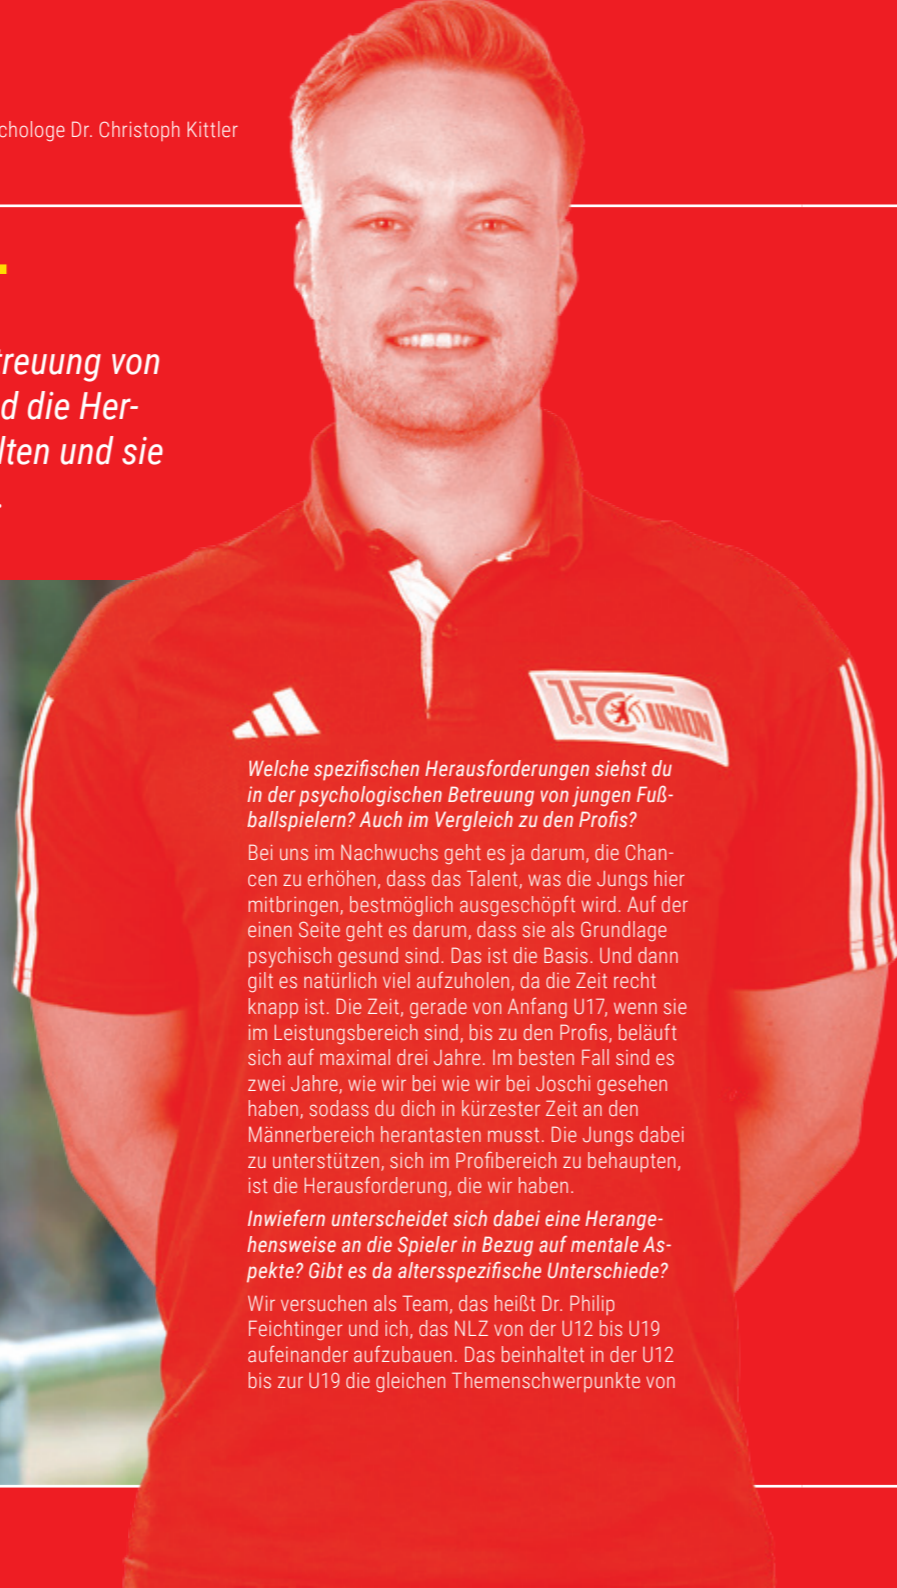 chologe Dr. Christoph Kittler
treuung von
d die Her-
lten und sie
1.FC UNION
Welche spezifischen Herausforderungen siehst du
in der psychologischen Betreuung von jungen Fuß-
ballspielern? Auch im Vergleich zu den Profis?
Bei uns im Nachwuchs geht es ja darum, die Chan-
cen zu erhöhen, dass das Talent, was die Jungs hier
mitbringen, bestmöglich ausgeschöpft wird. Auf der
einen Seite geht es darum, dass sie als Grundlage
psychisch gesund sind. Das ist die Basis. Und dann
gilt es natürlich viel aufzuholen, da die Zeit recht
knapp ist. Die Zeit, gerade von Anfang U17, wenn sie
im Leistungsbereich sind, bis zu den Profis, beläuft
sich auf maximal drei Jahre. Im besten Fall sind es
zwei Jahre, wie wir bei wie wir bei Joschi gesehen
haben, sodass du dich in kürzester Zeit an den
Männerbereich herantasten musst. Die Jungs dabei
zu unterstützen, sich im Profibereich zu behaupten,
ist die Herausforderung, die wir haben.
Inwiefern unterscheidet sich dabei eine Herange-
hensweise an die Spieler in Bezug auf mentale As-
pekte? Gibt es da altersspezifische Unterschiede?
Wir versuchen als Team, das heißt Dr. Philip
Feichtinger und ich, das NLZ von der U12 bis U19
aufeinander aufzubauen. Das beinhaltet in der U12
bis zur U19 die gleichen Themenschwerpunkte von